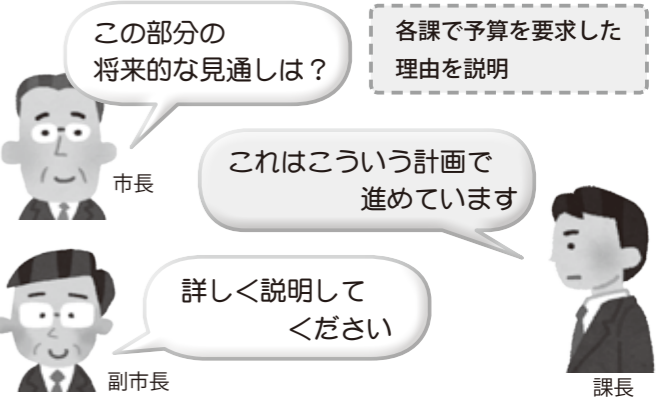 この部分の
将来的な見通しは？
各課で予算を要求した
理由を説明
市長
これはこういう計画で
進めています
詳しく説明して
ください
副市長
課長